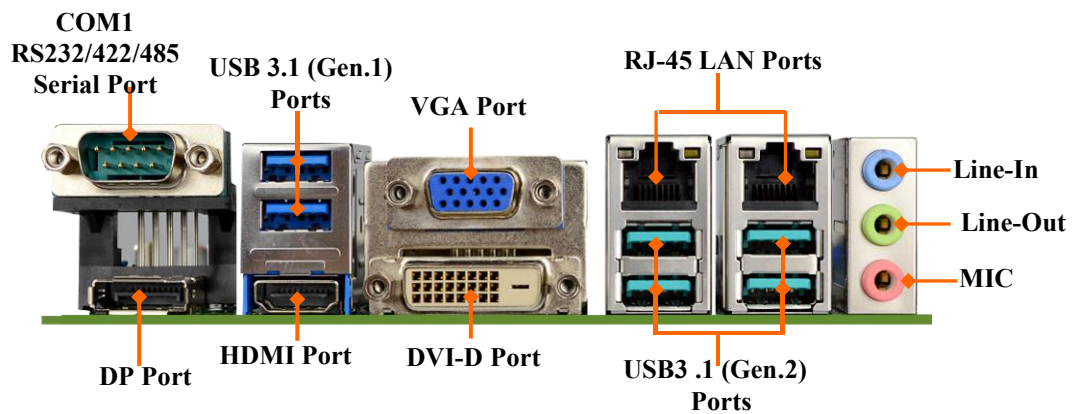 COM1
RS232/422/485
Serial Port
USB 3.1 (Gen.1)
Ports
VGA Port
RJ-45 LAN Ports
Line-In
Line-Out
MIC
DP Port
HDMI Port
DVI-D Port
USB3 .1 (Gen.2)
Ports